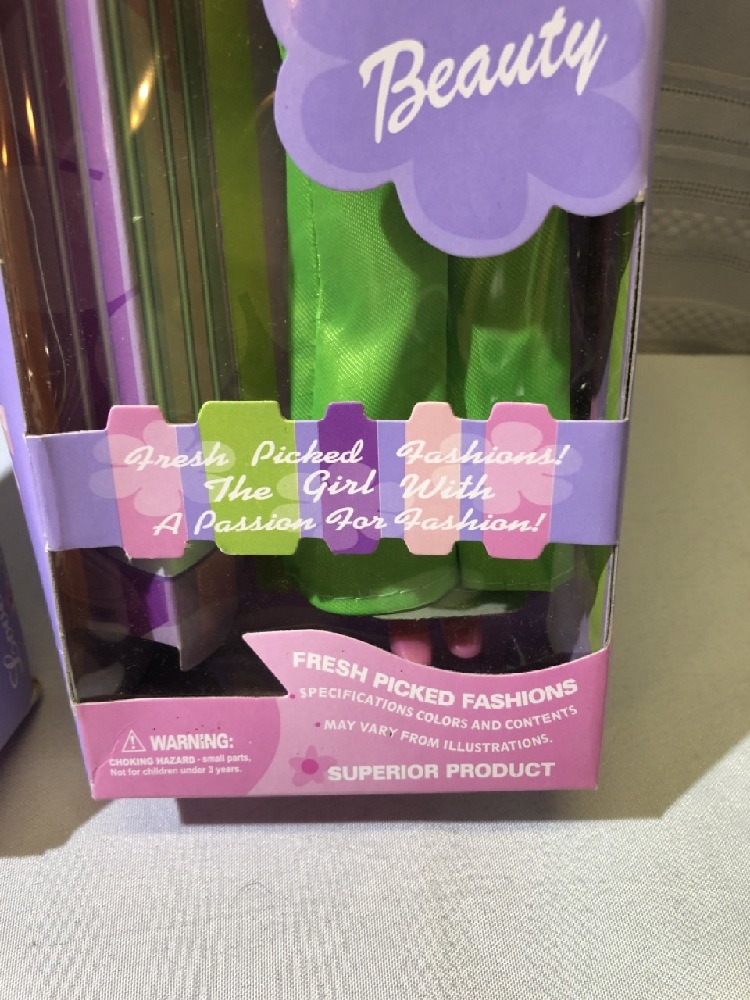 Beauty
Fresh Picked Fashions!
The Girl With
A Passion For Fashion!
FRESH PICKED FASHIONS
• SPECIFICATIONS COLORS AND CONTENTS
• MAY VARY FROM ILLUSTRATIONS.
SUPERIOR PRODUCT
WARNING:
CHOKING HAZARD - small parts.
Not for children under 3 years.